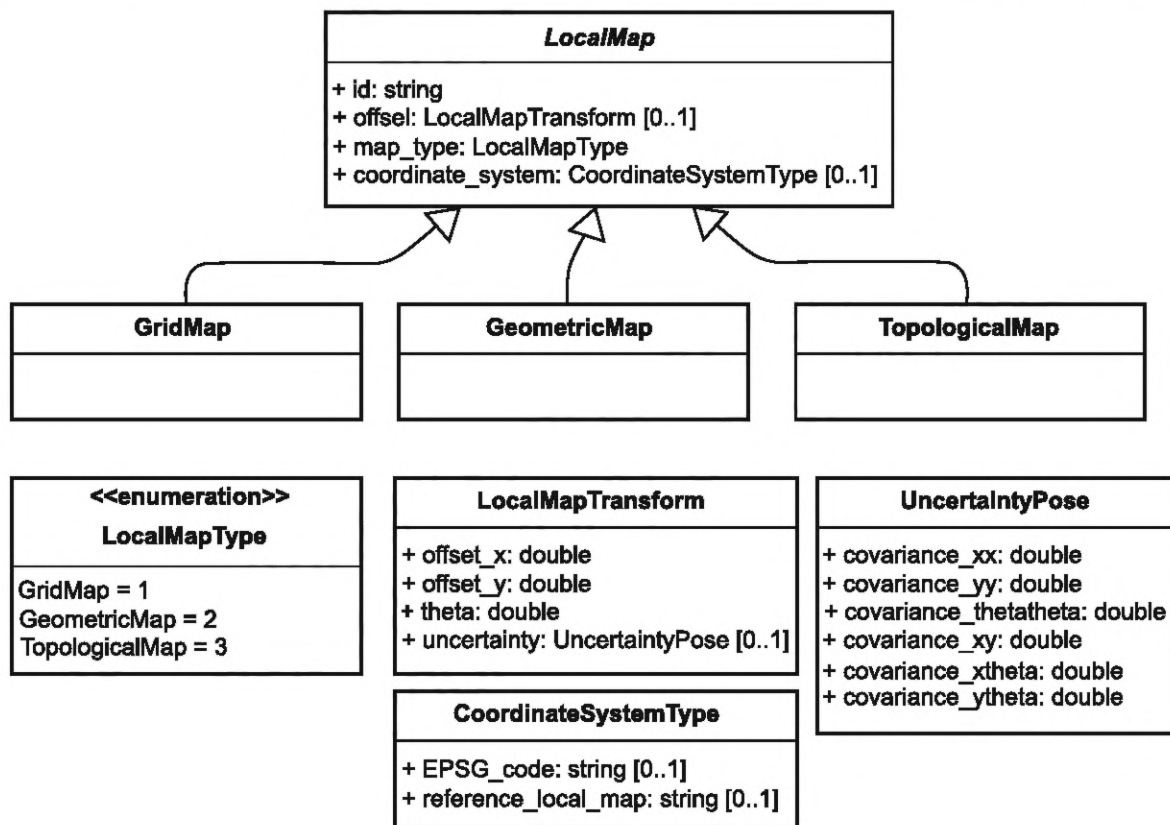 LocalMap
+ id: string
+ offsel: LocalMapTransform [0..1]
+ map_type: LocalMapType
+ coordinate_system: CoordinateSystemType [0..1]
GridMap
GeometricMap
TopologicalMap
<<enumeration>>
LocalMapType
GridMap = 1
GeometricMap = 2
TopologicalMap = 3
LocalMapTransform
+ offset_x: double
+ offset_y: double
+ theta: double
+ uncertainty: UncertaintyPose [0..1]
UncertaintyPose
+ covariance_xx: double
+ covariance_yy: double
+ covariance_thetatheta: double
+ covariance_xy: double
+ covariance_xtheta: double
+ covariance_ytheta: double
CoordinateSystemType
+ EPSG_code: string [0..1]
+ reference_local_map: string [0..1]